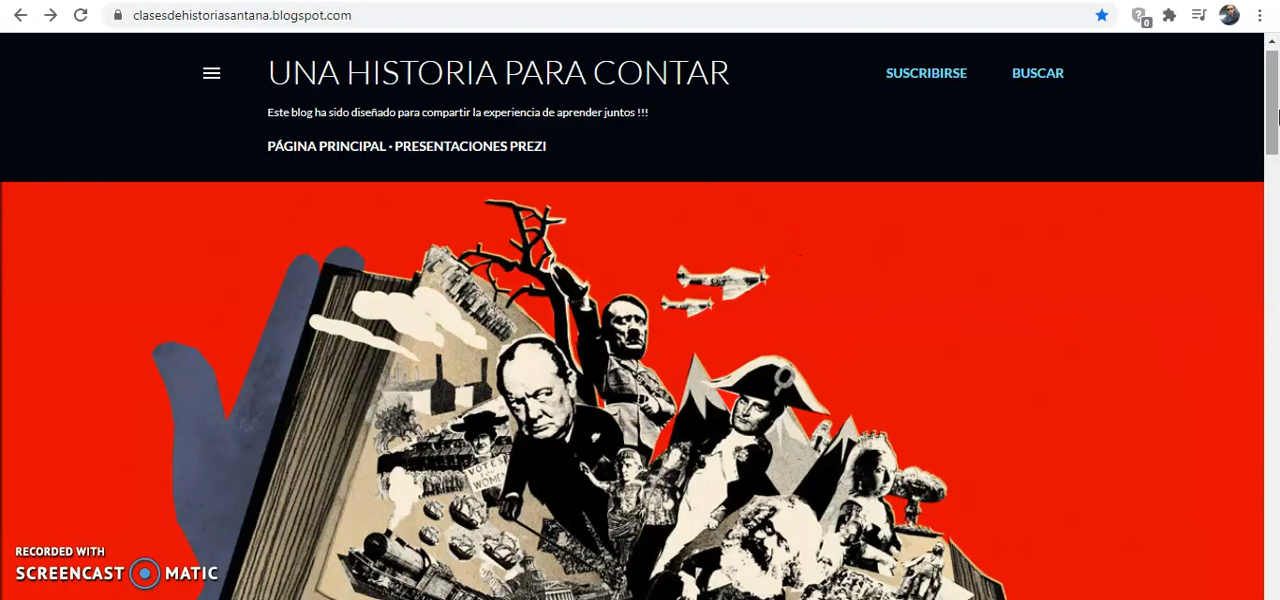 clasesdehistoriasantana.blogspot.com
0
UNA HISTORIA PARA CONTAR
SUSCRIBIRSE
BUSCAR
Este blog ha sido diseñado para compartir la experiencia de aprender juntos !!!
PÁGINA PRINCIPAL · PRESENTACIONES PREZI
VOTES
FOR
WOMEN
RECORDED WITH
SCREENCAST MATIC